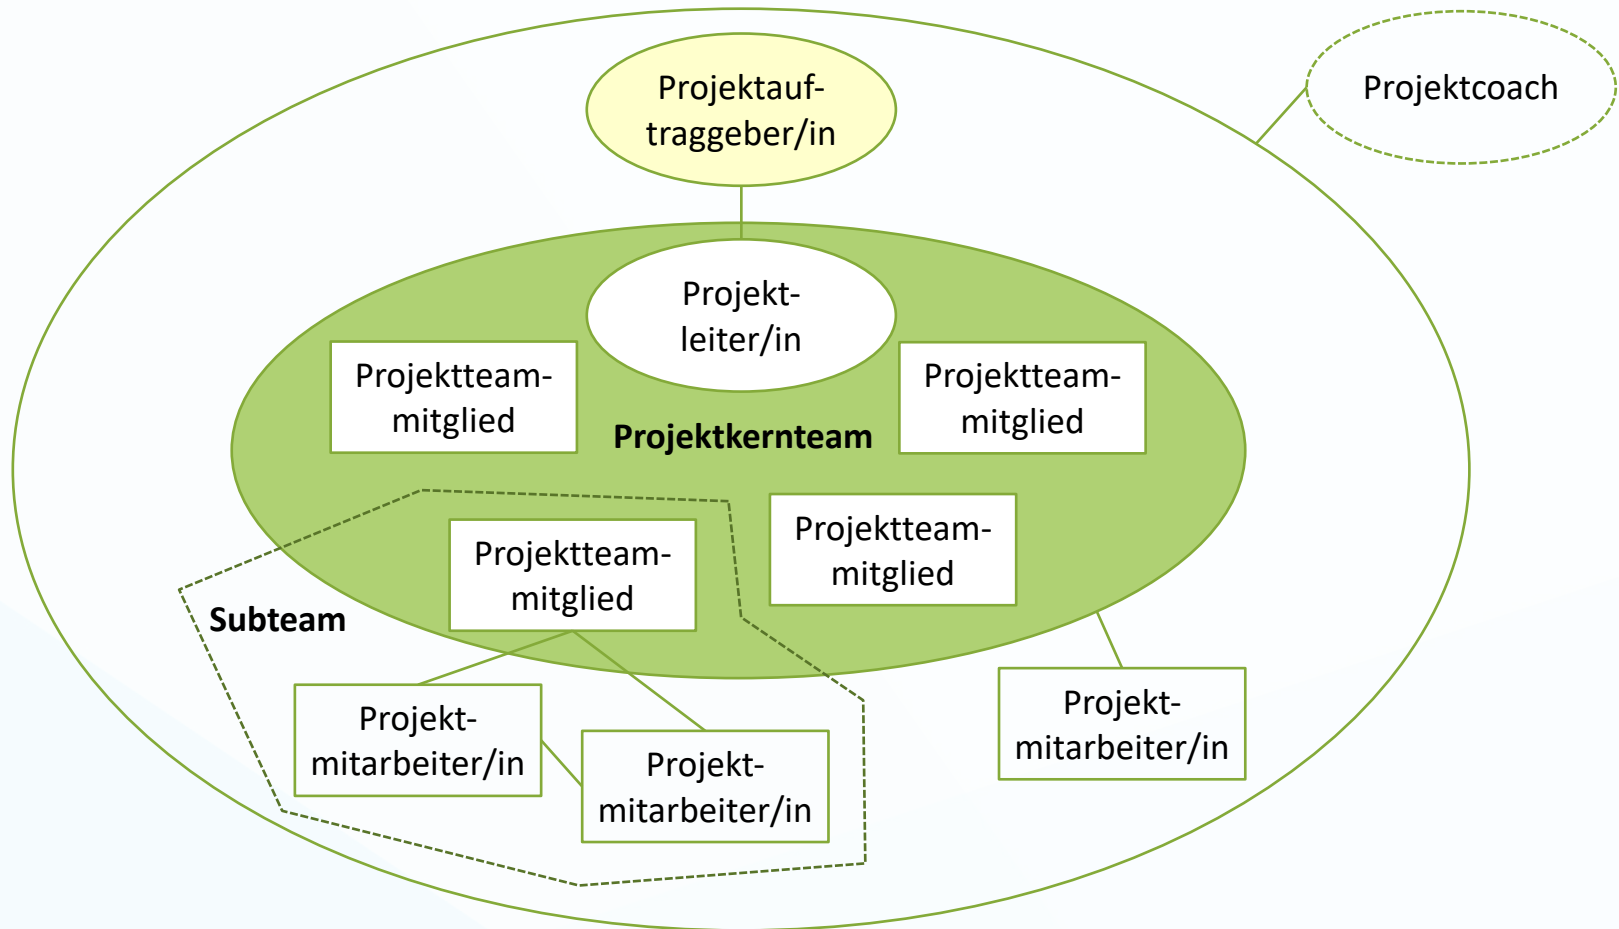 Projektauf-
traggeber/in
Projektcoach
Projekt-
leiter/in
Projektteam-
mitglied
Projektteam-
mitglied
Projektkernteam
Projektteam-
mitglied
Projektteam-
mitglied
Subteam
Projekt-
mitarbeiter/in
Projekt-
mitarbeiter/in
Projekt-
mitarbeiter/in